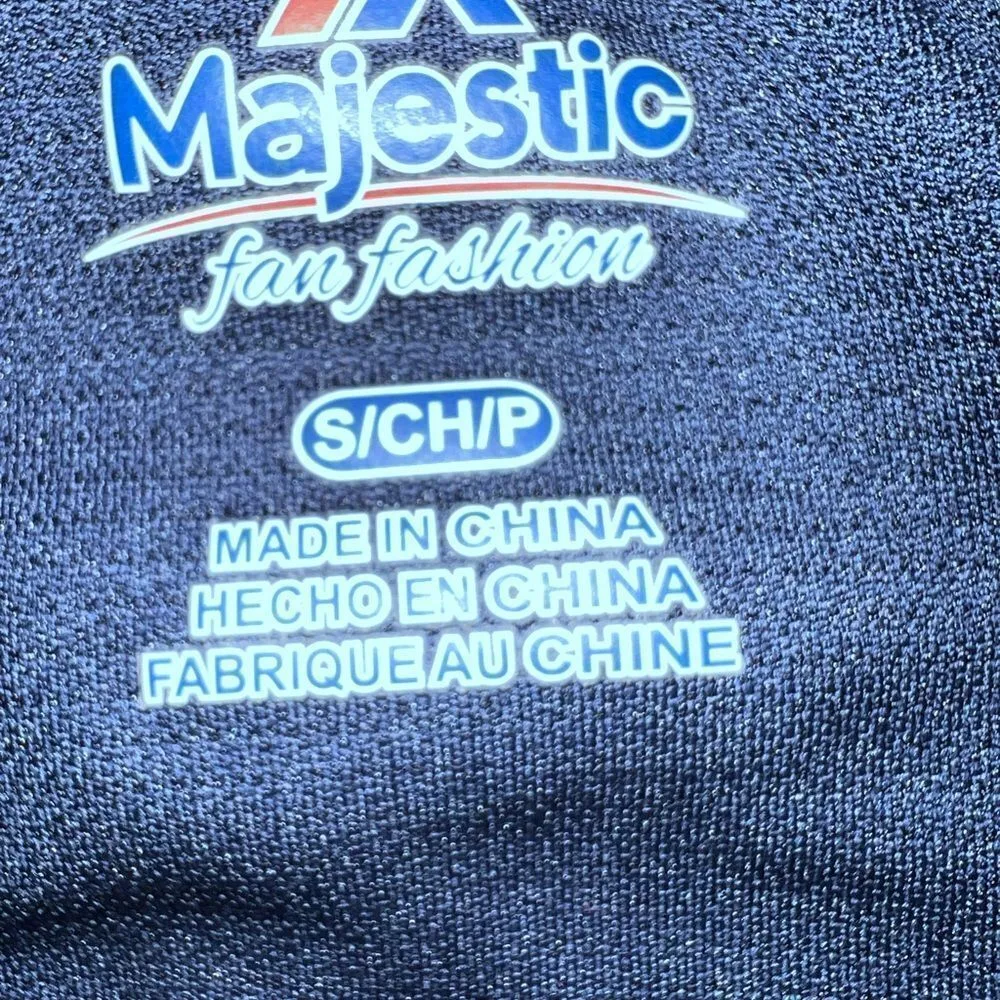 Majestic
fan fashion
S/CH/P
MADE IN CHINA
HECHO EN CHINA
FABRIQUE AU CHINE